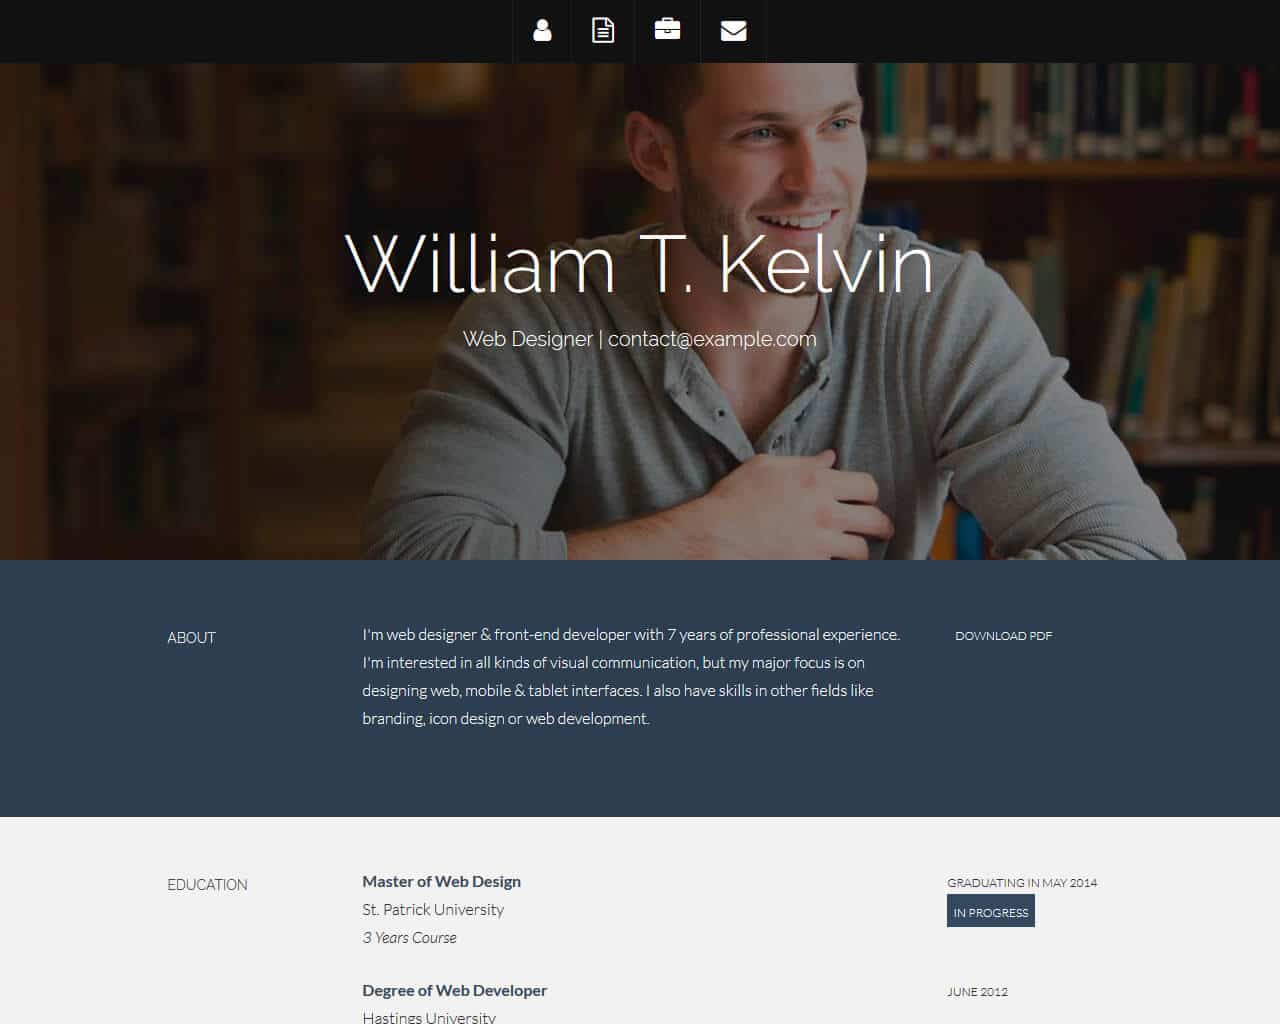 William T. Kelvin
Web Designer | contact@example.com
ABOUT
I'm web designer & front-end developer with 7 years of professional experience.
I'm interested in all kinds of visual communication, but my major focus is on
designing web, mobile & tablet interfaces. I also have skills in other fields like
branding, icon design or web development.
DOWNLOAD PDF
EDUCATION
Master of Web Design
St. Patrick University
3 Years Course
GRADUATING IN MAY 2014
IN PROGRESS
Degree of Web Developer
Hastings University
JUNE 2012